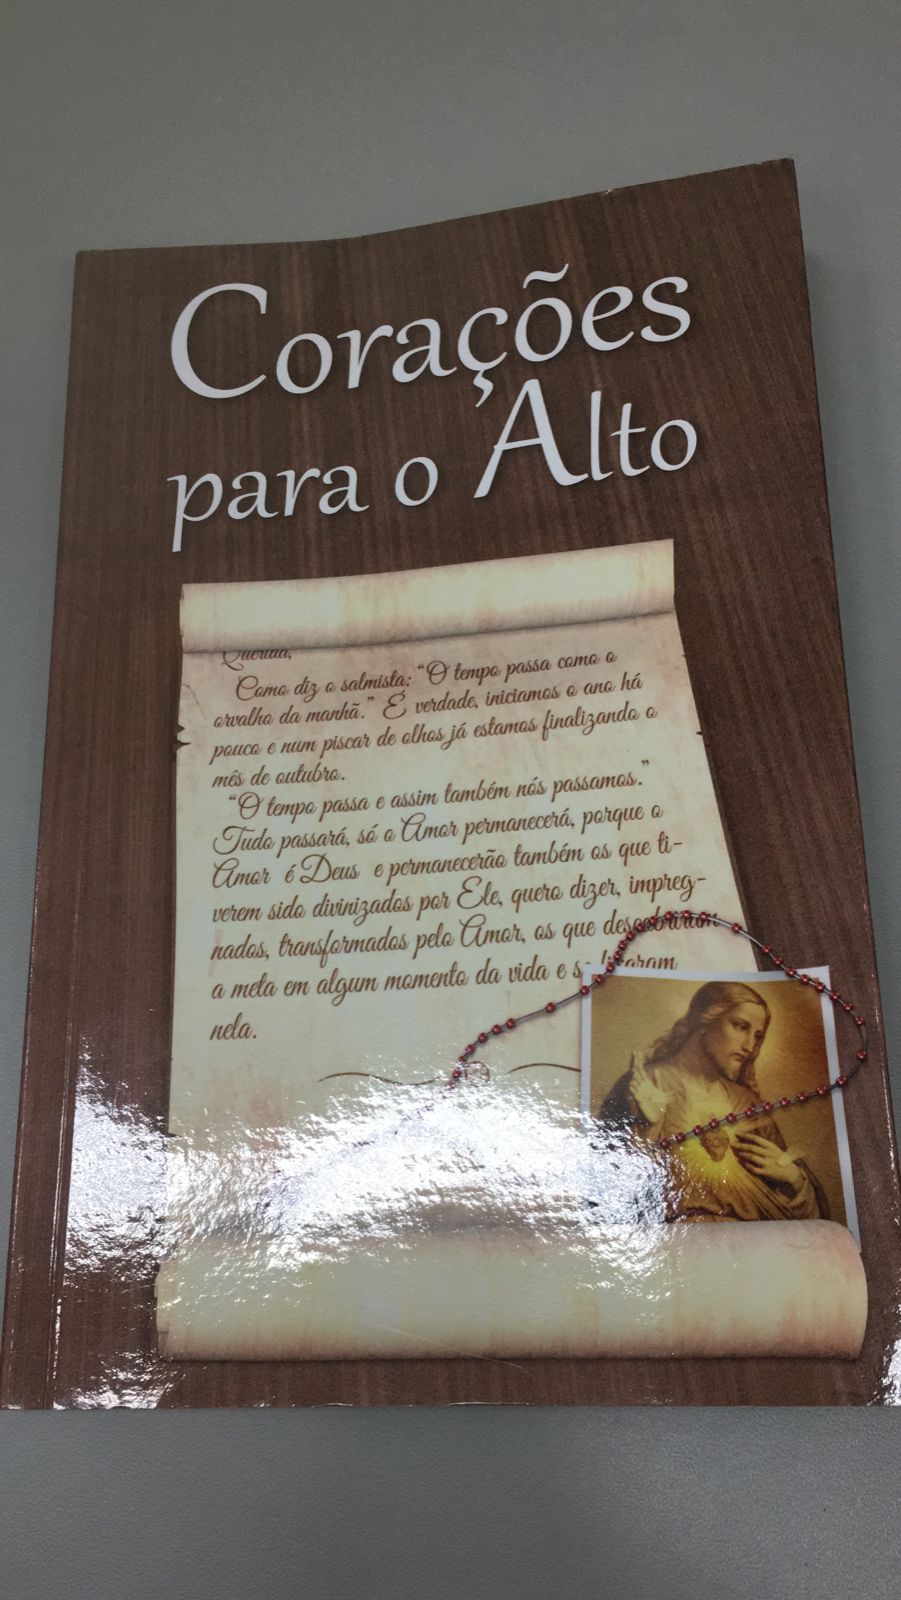 Corações
para o Alto
Querida,
Como diz o salmista: “O tempo passa como o
orvalho da manhã.” É verdade, iniciamos o ano há
pouco e num piscar de olhos já estamos finalizando o
mês de outubro.
“O tempo passa e assim também nós passamos.”
Tudo passará, só o Amor permanecerá, porque o
Amor é Deus e permanecerão também os que ti-
verem sido divinizados por Ele, quero dizer, impreg-
nados, transformados pelo Amor, os que descobriram
a meta em algum momento da vida e
nela.